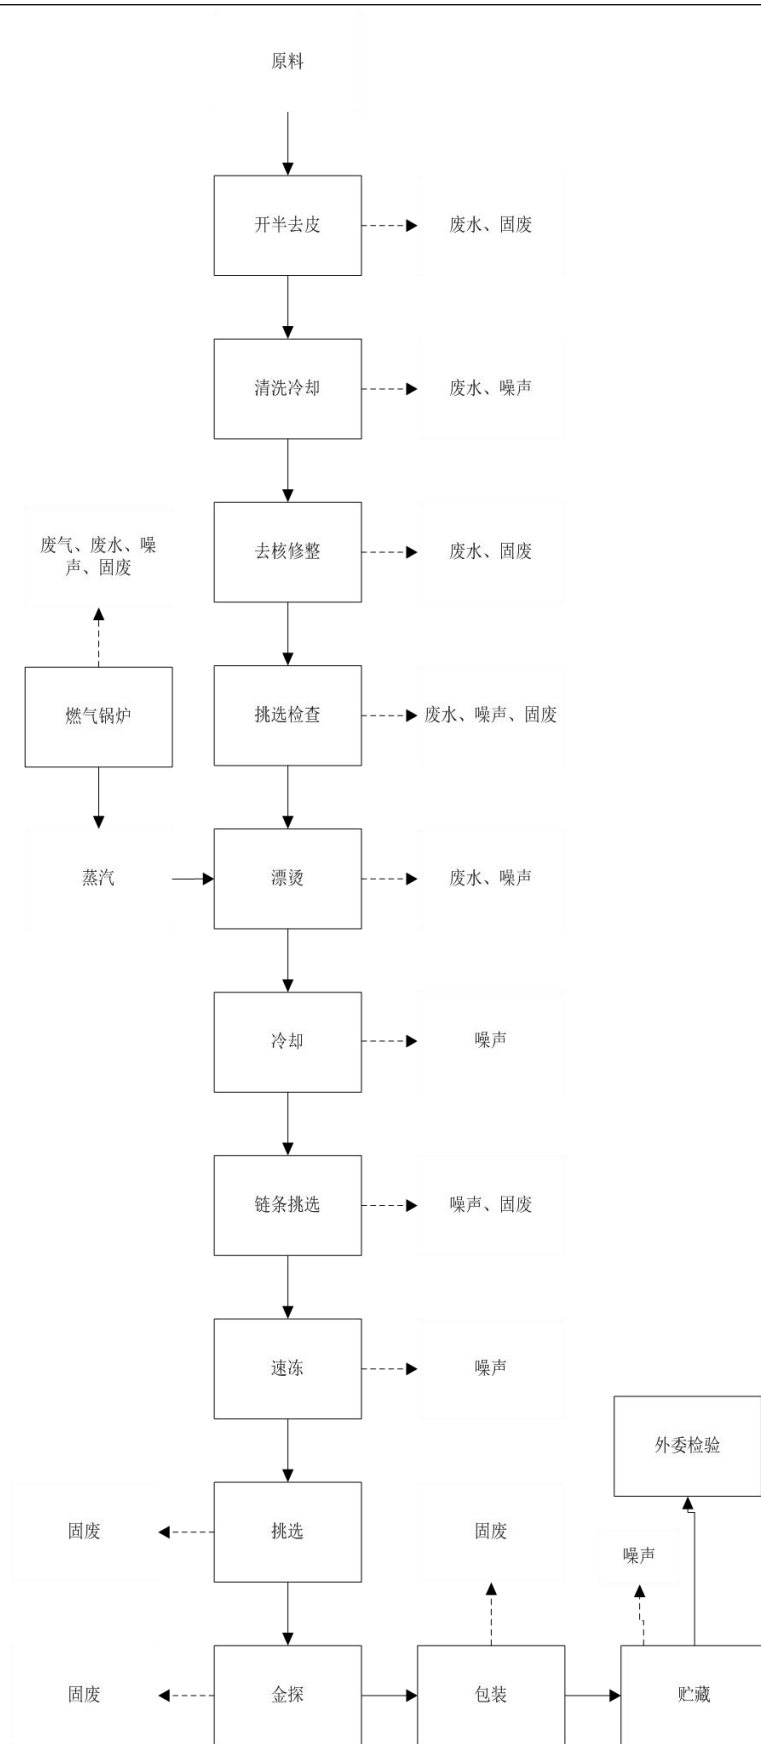 原料
开半去皮
废水、固废
清洗冷却
废水、噪声
废气、废水、噪
声、固废
去核修整
废水、固废
燃气锅炉
挑选检查
废水、噪声、固废
蒸汽
漂烫
废水、噪声
冷却
噪声
链条挑选
噪声、固废
速冻
噪声
外委检验
固废
挑选
固废
噪声
固废
金探
包装
贮藏